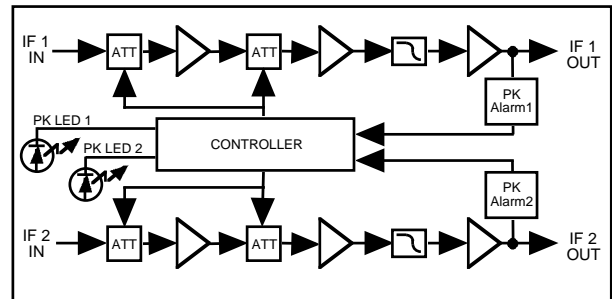 IF 1
IN
ATT
ATT
IF 1
OUT
PK
Alarm1
PK LED 1
CONTROLLER
PK LED 2
PK
Alarm2
IF 2
IN
ATT
ATT
IF 2
OUT